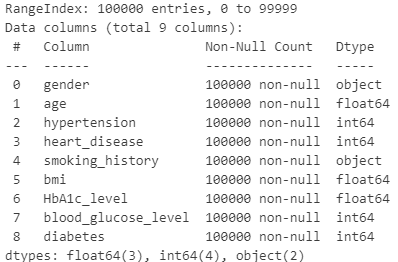 RangeIndex: 100000 entries, 0 to 99999
Data columns (total 9 columns):
 #   Column               Non-Null Count   Dtype
---  ------               --------------   -----
 0   gender               100000 non-null  object
 1   age                  100000 non-null  float64
 2   hypertension         100000 non-null  int64
 3   heart_disease        100000 non-null  int64
 4   smoking_history      100000 non-null  object
 5   bmi                  100000 non-null  float64
 6   HbA1c_level          100000 non-null  float64
 7   blood_glucose_level  100000 non-null  int64
 8   diabetes             100000 non-null  int64
dtypes: float64(3), int64(4), object(2)